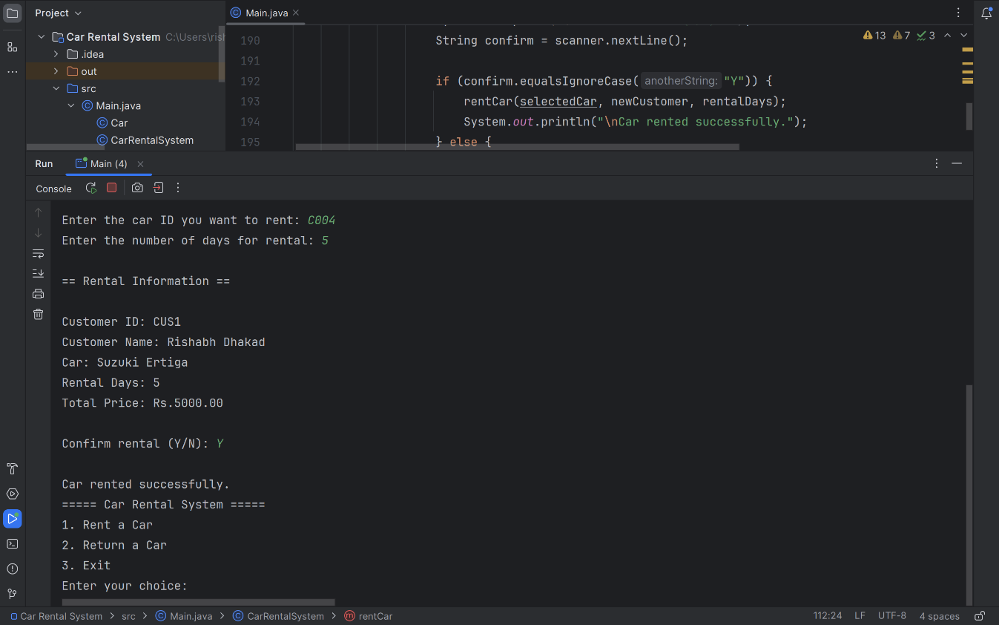 Project
Main.java
Car Rental System C:\Users\rish
.idea
out
src
Main.java
Car
CarRentalSystem
190 String confirm = scanner.nextLine();
191
192 if (confirm.equalsIgnoreCase( anotherString: "Y")) {
193 rentCar(selectedCar, newCustomer, rentalDays);
194 System.out.println("\nCar rented successfully.");
195 } else {
13 7 3
Run Main (4)
Console
Enter the car ID you want to rent: C004
Enter the number of days for rental: 5
== Rental Information ==
Customer ID: CUS1
Customer Name: Rishabh Dhakad
Car: Suzuki Ertiga
Rental Days: 5
Total Price: Rs.5000.00
Confirm rental (Y/N): Y
Car rented successfully.
===== Car Rental System =====
1. Rent a Car
2. Return a Car
3. Exit
Enter your choice:
Car Rental System > src > Main.java > CarRentalSystem > rentCar
112:24 LF UTF-8 4 spaces